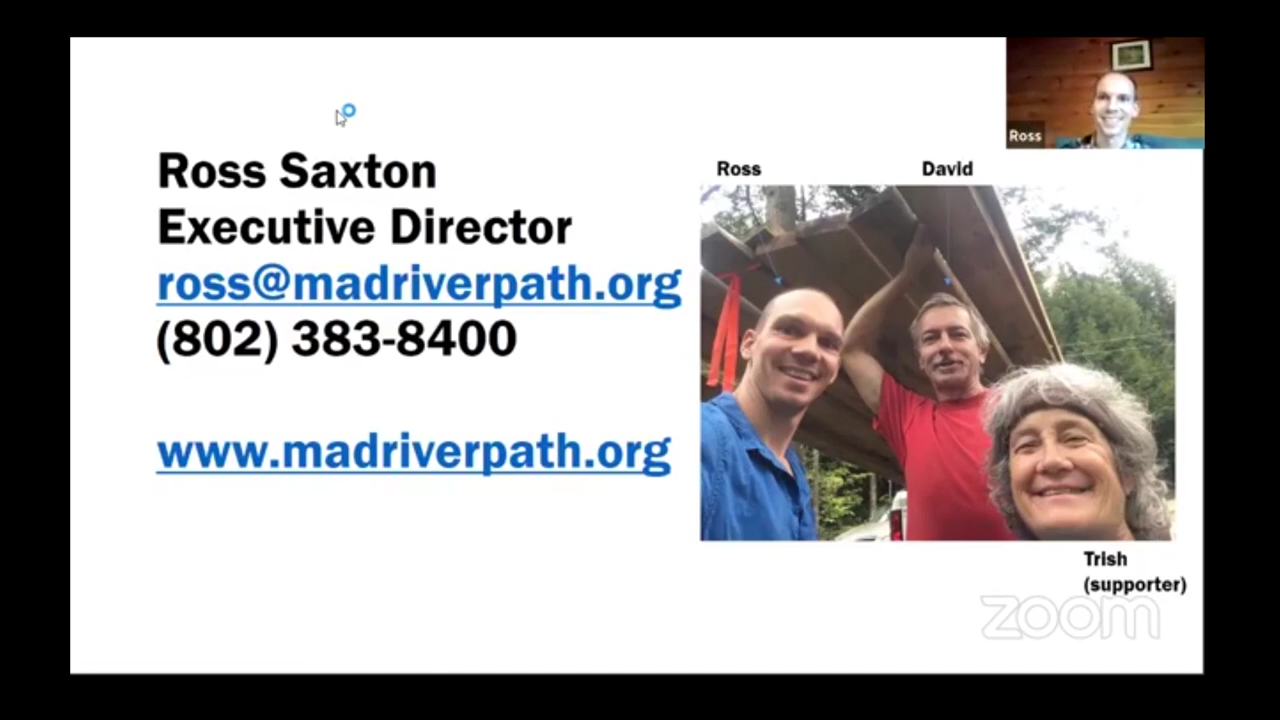 Ross Saxton
Executive Director
ross@madriverpath.org
(802) 383-8400
www.madriverpath.org
Ross
Ross
David
Trish
(supporter)
zoom